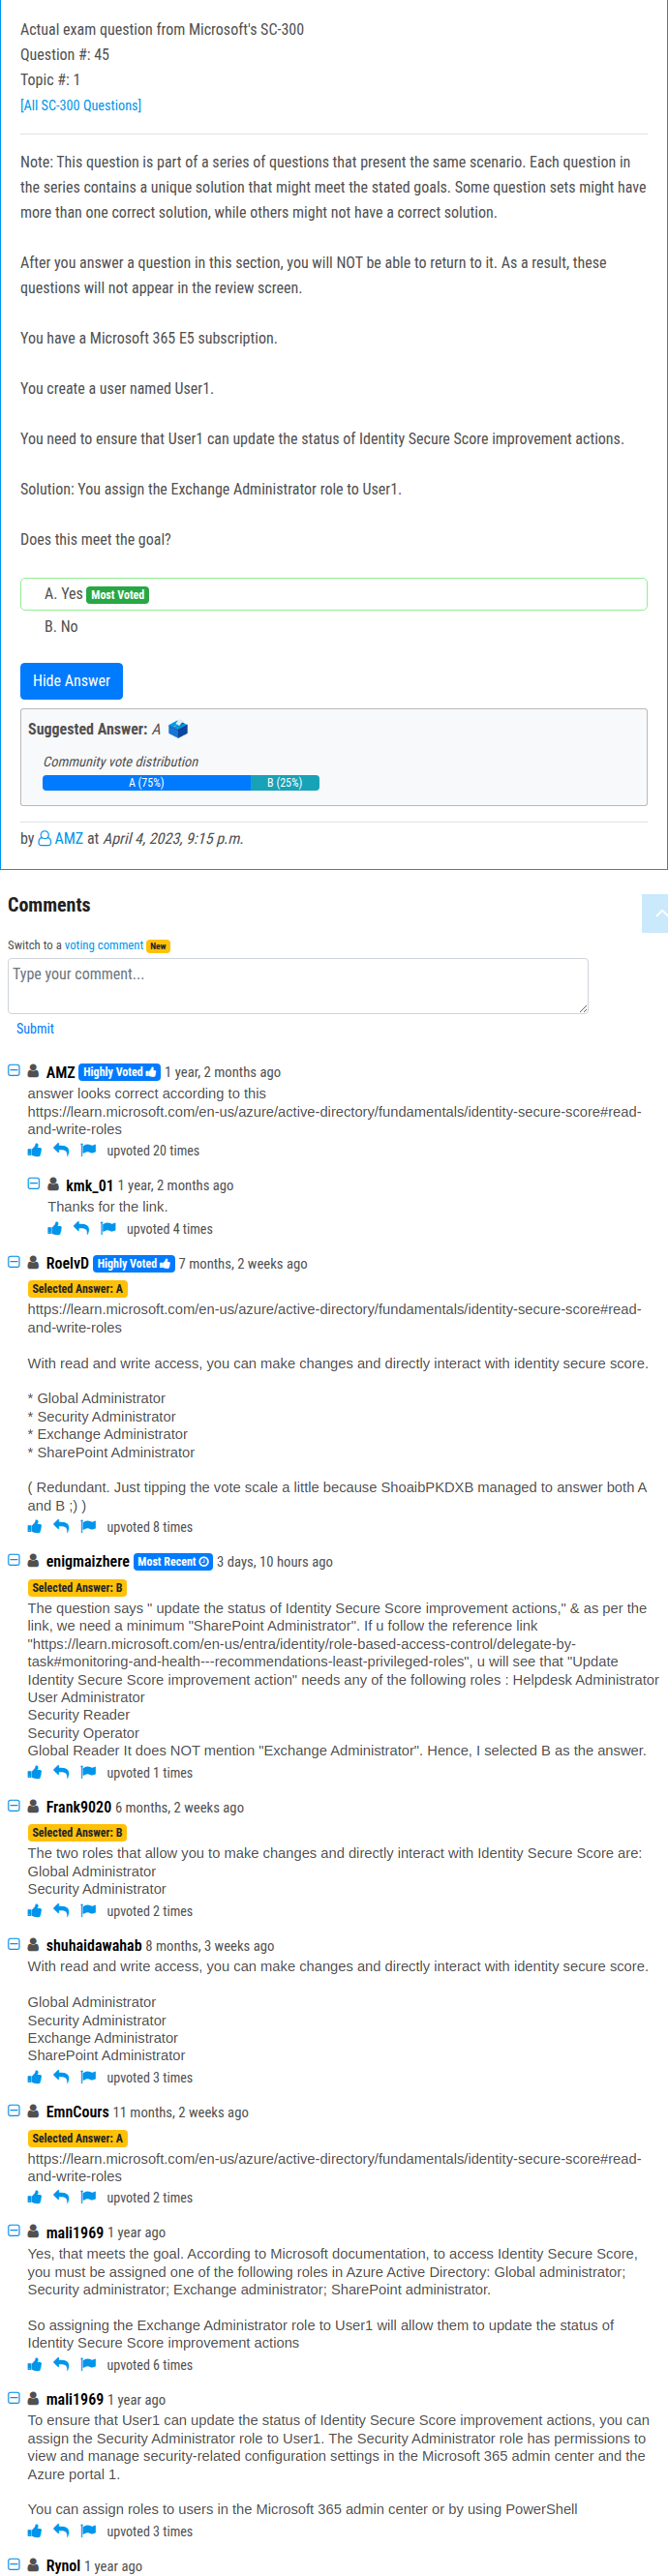 Actual exam question from Microsoft's SC-300
Question #: 45
Topic #: 1
[All SC-300 Questions]
Note: This question is part of a series of questions that present the same scenario. Each question in
the series contains a unique solution that might meet the stated goals. Some question sets might have
more than one correct solution, while others might not have a correct solution.
After you answer a question in this section, you will NOT be able to return to it. As a result, these
questions will not appear in the review screen.
You have a Microsoft 365 E5 subscription.
You create a user named User1.
You need to ensure that User1 can update the status of Identity Secure Score improvement actions.
Solution: You assign the Exchange Administrator role to User1.
Does this meet the goal?
A. Yes Most Voted
B. No
Hide Answer
Suggested Answer: A
Community vote distribution
A (75%) B (25%)
by AMZ at April 4, 2023, 9:15 p.m.
Comments
Switch to a voting comment New
Type your comment...
Submit
AMZ Highly Voted 1 year, 2 months ago
answer looks correct according to this
https://learn.microsoft.com/en-us/azure/active-directory/fundamentals/identity-secure-score#read-
and-write-roles
upvoted 20 times
kmk_01 1 year, 2 months ago
Thanks for the link.
upvoted 4 times
RoelvD Highly Voted 7 months, 2 weeks ago
Selected Answer: A
https://learn.microsoft.com/en-us/azure/active-directory/fundamentals/identity-secure-score#read-
and-write-roles
With read and write access, you can make changes and directly interact with identity secure score.
* Global Administrator
* Security Administrator
* Exchange Administrator
* SharePoint Administrator
( Redundant. Just tipping the vote scale a little because ShoaibPKDXB managed to answer both A
and B ;) )
upvoted 8 times
enigmaizhere Most Recent 3 days, 10 hours ago
Selected Answer: B
The question says " update the status of Identity Secure Score improvement actions," & as per the
link, we need a minimum "SharePoint Administrator". If u follow the reference link
"https://learn.microsoft.com/en-us/entra/identity/role-based-access-control/delegate-by-
task#monitoring-and-health---recommendations-least-privileged-roles", u will see that "Update
Identity Secure Score improvement action" needs any of the following roles : Helpdesk Administrator
User Administrator
Security Reader
Security Operator
Global Reader It does NOT mention "Exchange Administrator". Hence, I selected B as the answer.
upvoted 1 times
Frank9020 6 months, 2 weeks ago
Selected Answer: B
The two roles that allow you to make changes and directly interact with Identity Secure Score are:
Global Administrator
Security Administrator
upvoted 2 times
shuhaidawahab 8 months, 3 weeks ago
With read and write access, you can make changes and directly interact with identity secure score.
Global Administrator
Security Administrator
Exchange Administrator
SharePoint Administrator
upvoted 3 times
EmnCours 11 months, 2 weeks ago
Selected Answer: A
https://learn.microsoft.com/en-us/azure/active-directory/fundamentals/identity-secure-score#read-
and-write-roles
upvoted 2 times
mali1969 1 year ago
Yes, that meets the goal. According to Microsoft documentation, to access Identity Secure Score,
you must be assigned one of the following roles in Azure Active Directory: Global administrator;
Security administrator; Exchange administrator; SharePoint administrator.
So assigning the Exchange Administrator role to User1 will allow them to update the status of
Identity Secure Score improvement actions
upvoted 6 times
mali1969 1 year ago
To ensure that User1 can update the status of Identity Secure Score improvement actions, you can
assign the Security Administrator role to User1. The Security Administrator role has permissions to
view and manage security-related configuration settings in the Microsoft 365 admin center and the
Azure portal 1.
You can assign roles to users in the Microsoft 365 admin center or by using PowerShell
upvoted 3 times
Rynol 1 year ago